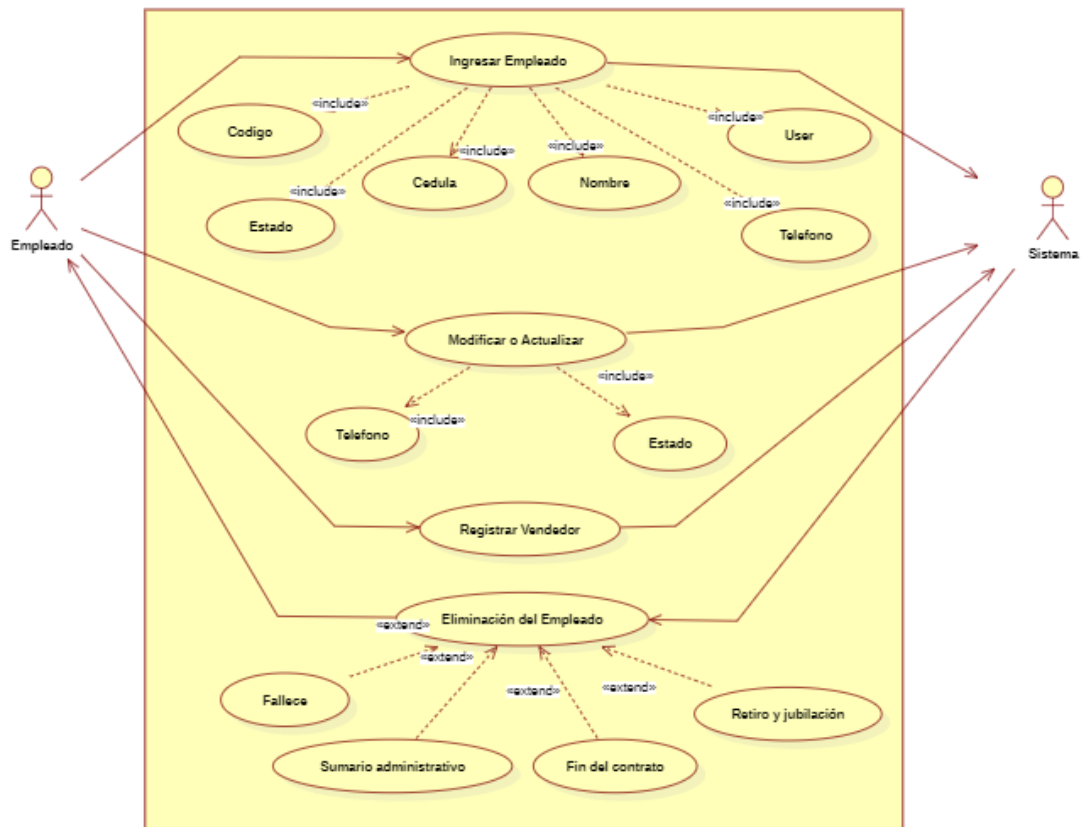 Ingresar Empleado
«include»
«include»
Codigo
User
«include»
«include»
Cedula
Nombre
«include»
«include»
Estado
Telefono
Empleado
Sistema
Modificar o Actualizar
«include»
«include»
Telefono
Estado
Registrar Vendedor
Eliminación del Empleado
«extend»
«extend»
«extend»
«extend»
Fallece
Retiro y jubilación
Sumario administrativo
Fin del contrato